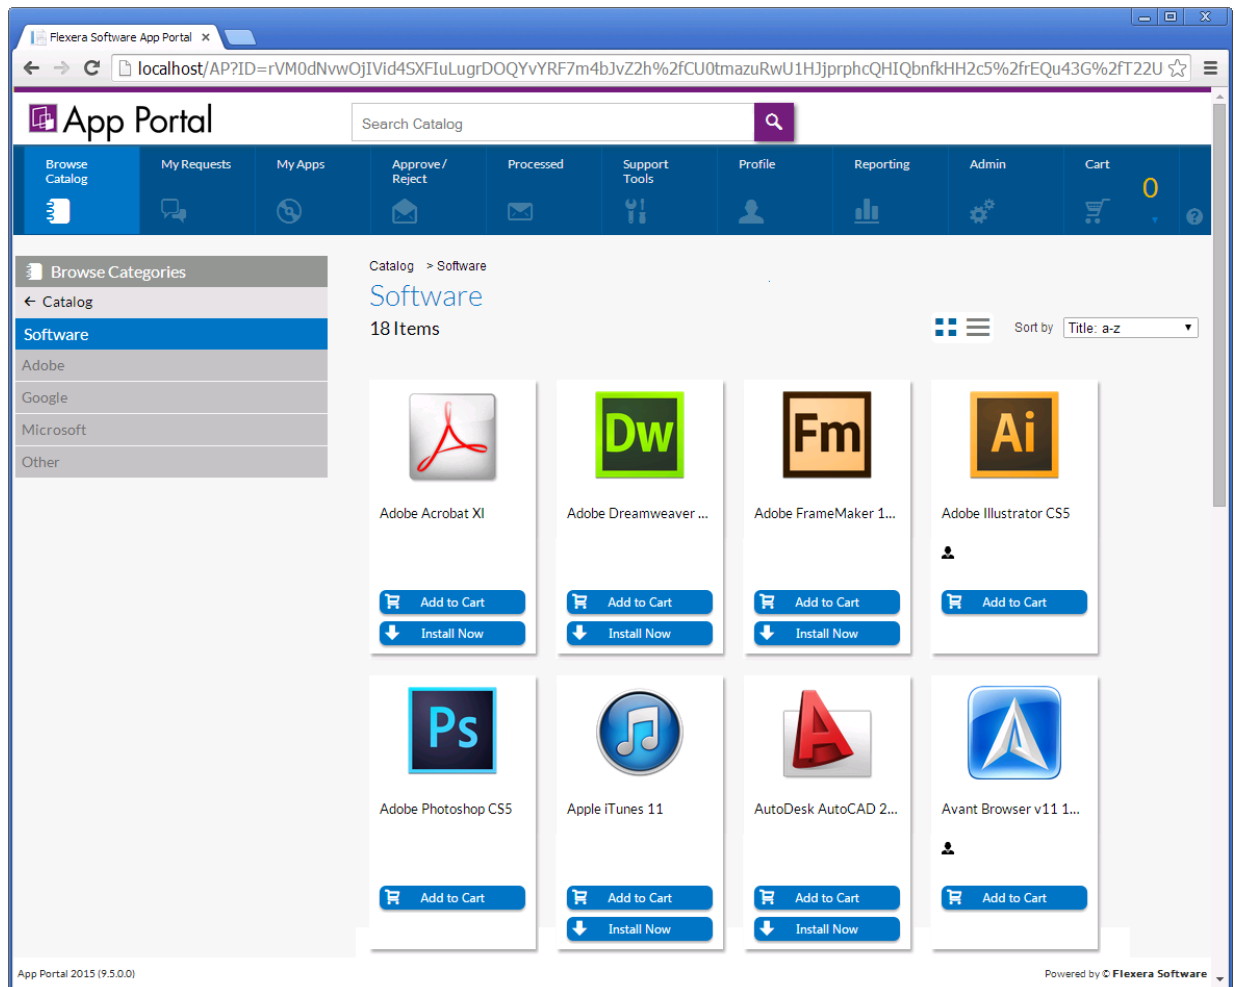 Flexera Software App Portal ×
localhost/AP?ID=rVM0dNvwOjIVid4SXFIuLugrDOQYvYRF7m4bJvZ2h%2fCU0tmazuRwU1HJjprphcQHIQbnfkHH2c5%2frEQu43G%2fT22U
App Portal
Search Catalog
Browse Catalog
My Requests
My Apps
Approve / Reject
Processed
Support Tools
Profile
Reporting
Admin
Cart
0
?
Browse Categories
← Catalog
Software
Adobe
Google
Microsoft
Other
Catalog > Software
Software
18 Items
Sort by Title: a-z
Dw
Fm
Ai
Adobe Acrobat XI
Adobe Dreamweaver ...
Adobe FrameMaker 1...
Adobe Illustrator CS5
Add to Cart
Add to Cart
Add to Cart
Add to Cart
Install Now
Install Now
Install Now
Ps
Adobe Photoshop CS5
Apple iTunes 11
AutoDesk AutoCAD 2...
Avant Browser v11 1...
Add to Cart
Add to Cart
Add to Cart
Add to Cart
Install Now
Install Now
App Portal 2015 (9.5.0.0)
Powered by © Flexera Software